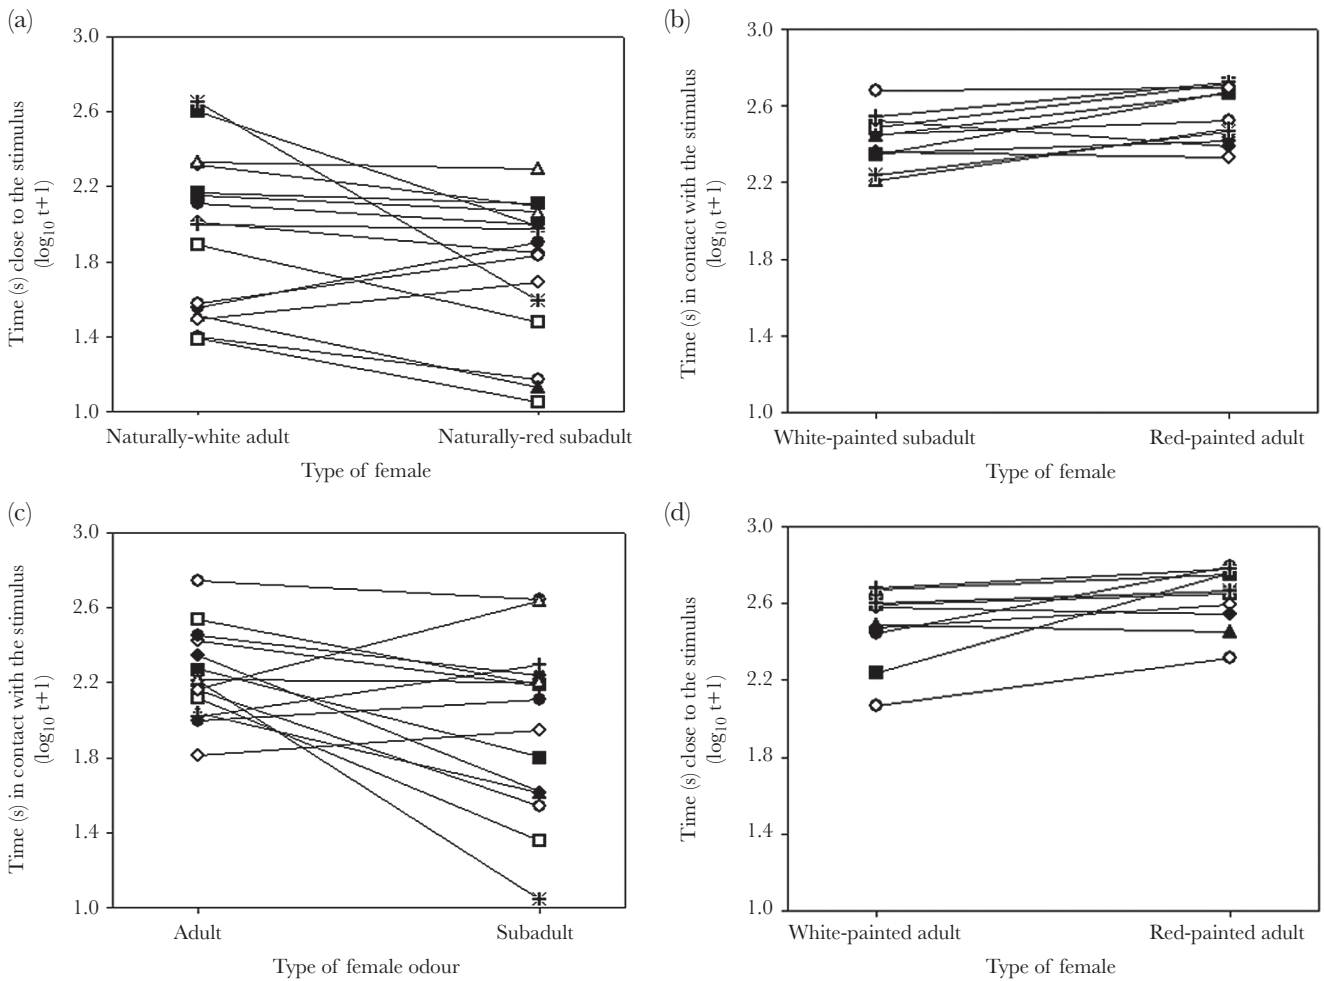 (a)
3.0
2.6
2.2
1.8
1.4
1.0
Time (s) close to the stimulus
(log10 t+1)
Naturally-white adult
Naturally-red subadult
Type of female
(b)
3.0
2.6
2.2
1.8
1.4
1.0
Time (s) in contact with the stimulus
(log10 t+1)
White-painted subadult
Red-painted adult
Type of female
(c)
3.0
2.6
2.2
1.8
1.4
1.0
Time (s) in contact with the stimulus
(log10 t+1)
Adult
Subadult
Type of female odour
(d)
3.0
2.6
2.2
1.8
1.4
1.0
Time (s) close to the stimulus
(log10 t+1)
White-painted adult
Red-painted adult
Type of female